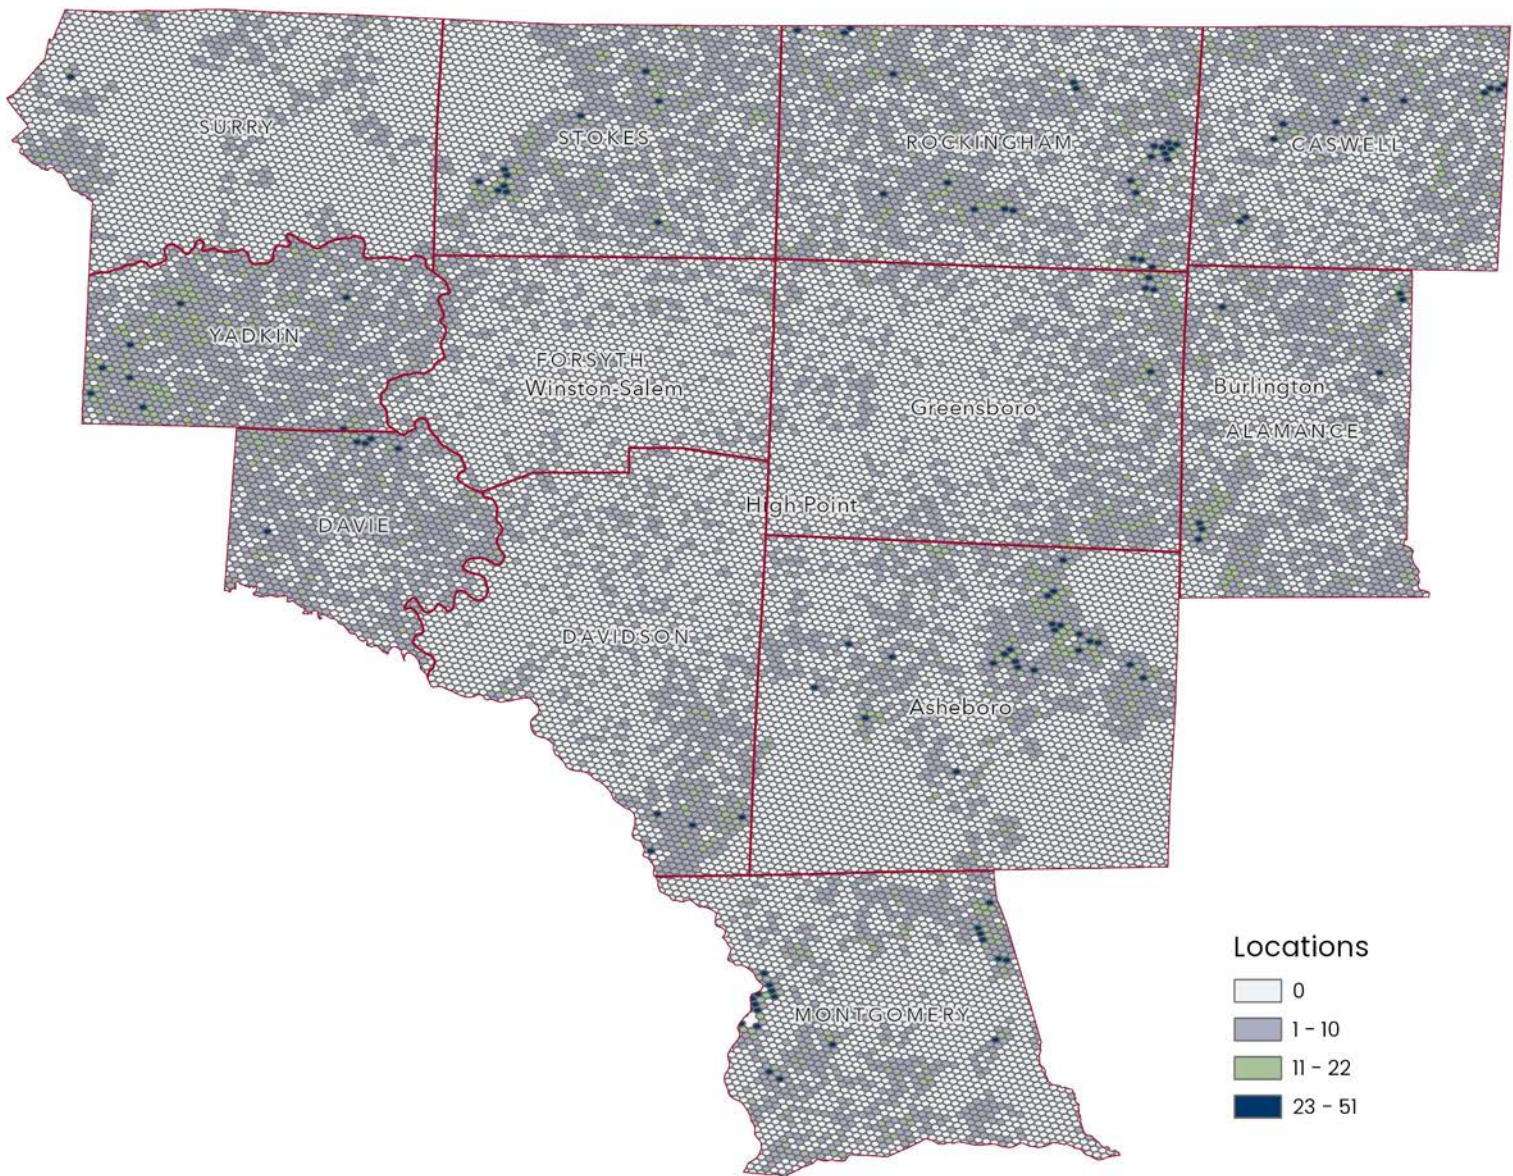 SURRY
STOKES
ROCKINGHAM
CASWELL
YADKIN
FORSYTH
Winston-Salem
Greensboro
Burlington
ALAMANCE
High Point
DAVIE
DAVIDSON
Asheboro
MONTGOMERY
Locations
0
1 - 10
11 - 22
23 - 51